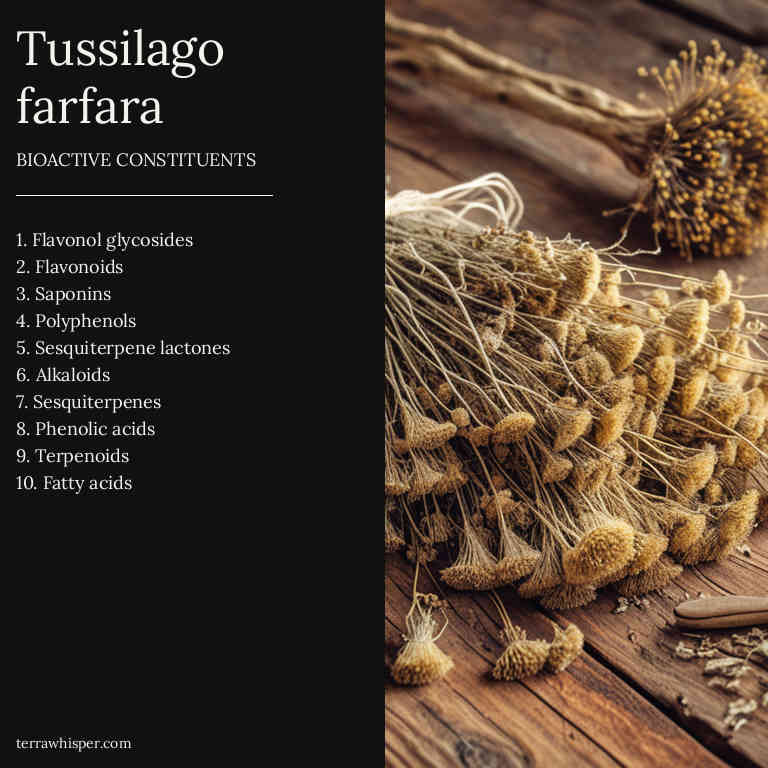 Tussilago
farfara
BIOACTIVE CONSTITUENTS
1. Flavonol glycosides
2. Flavonoids
3. Saponins
4. Polyphenols
5. Sesquiterpene lactones
6. Alkaloids
7. Sesquiterpenes
8. Phenolic acids
9. Terpenoids
10. Fatty acids
terrawhisper.com